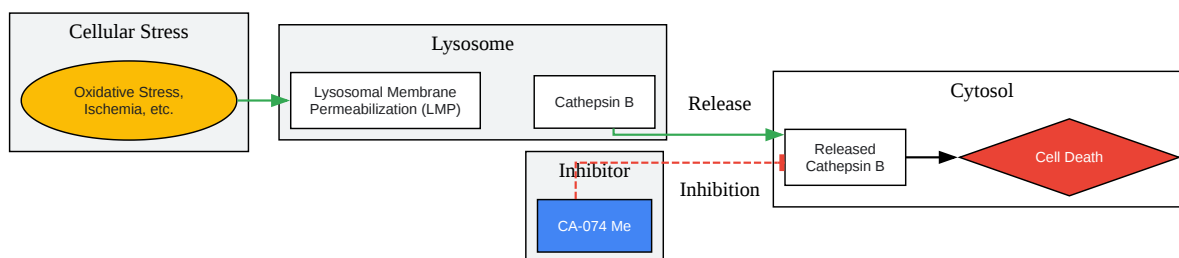 Cellular Stress
Oxidative Stress,
Ischemia, etc.
Lysosome
Lysosomal Membrane
Permeabilization (LMP)
Cathepsin B
Release
Cytosol
Released
Cathepsin B
Cell Death
Inhibitor
Inhibition
CA-074 Me